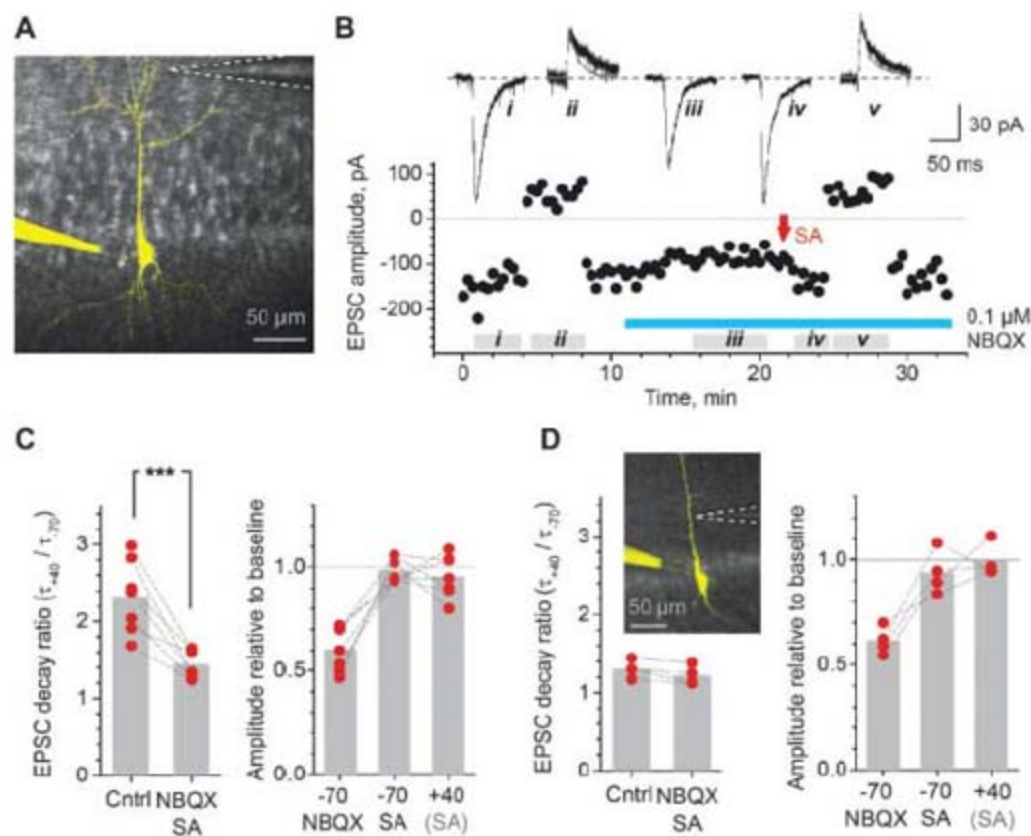 A
50 µm
B
i
ii
iii
iv
v
30 pA
50 ms
EPSC amplitude, pA
100
0
-100
-200
SA
0.1 µM
NBQX
i
ii
iii
iv
v
0
10
20
30
Time, min
C
***
EPSC decay ratio (τ+40 / τ-70)
3
2
1
0
Cntrl NBQX
SA
Amplitude relative to baseline
1.0
0.5
0.0
-70 -70 +40
NBQX SA (SA)
D
50 µm
EPSC decay ratio (τ+40 / τ-70)
3
2
1
0
Cntrl NBQX
SA
Amplitude relative to baseline
1.0
0.5
0.0
-70 -70 +40
NBQX SA (SA)